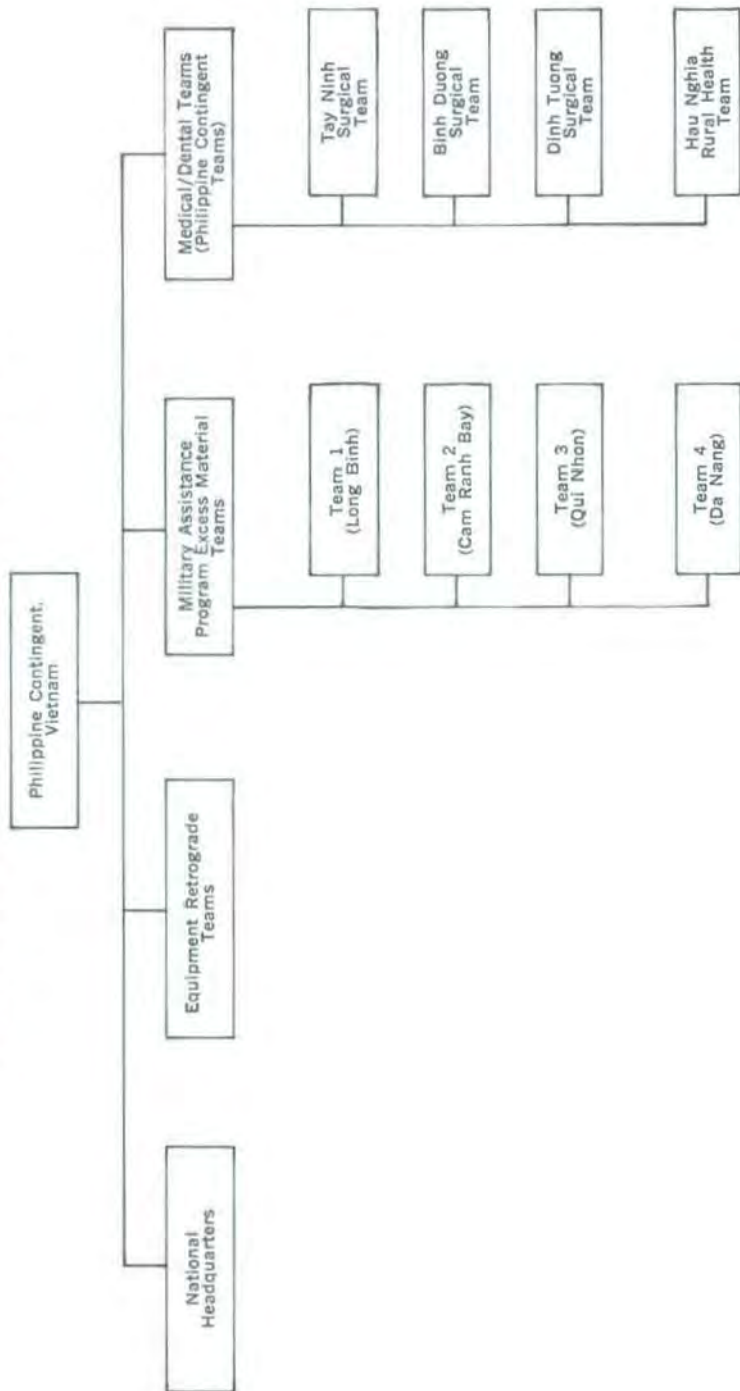 Philippine Contingent,
Vietnam
National
Headquarters
Equipment Retrograde
Teams
Military Assistance
Program Excess Material
Teams
Medical/Dental Teams
(Philippine Contingent
Teams)
Team 1
(Long Binh)
Team 2
(Cam Ranh Bay)
Team 3
(Qui Nhon)
Team 4
(Da Nang)
Tay Ninh
Surgical
Team
Binh Duong
Surgical
Team
Dinh Tuong
Surgical
Team
Hau Nghia
Rural Health
Team